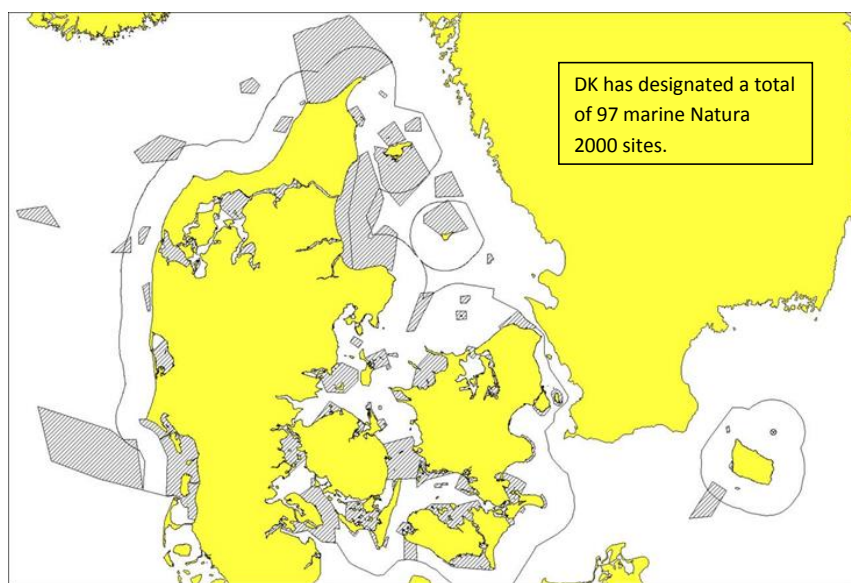 DK has designated a total
of 97 marine Natura
2000 sites.